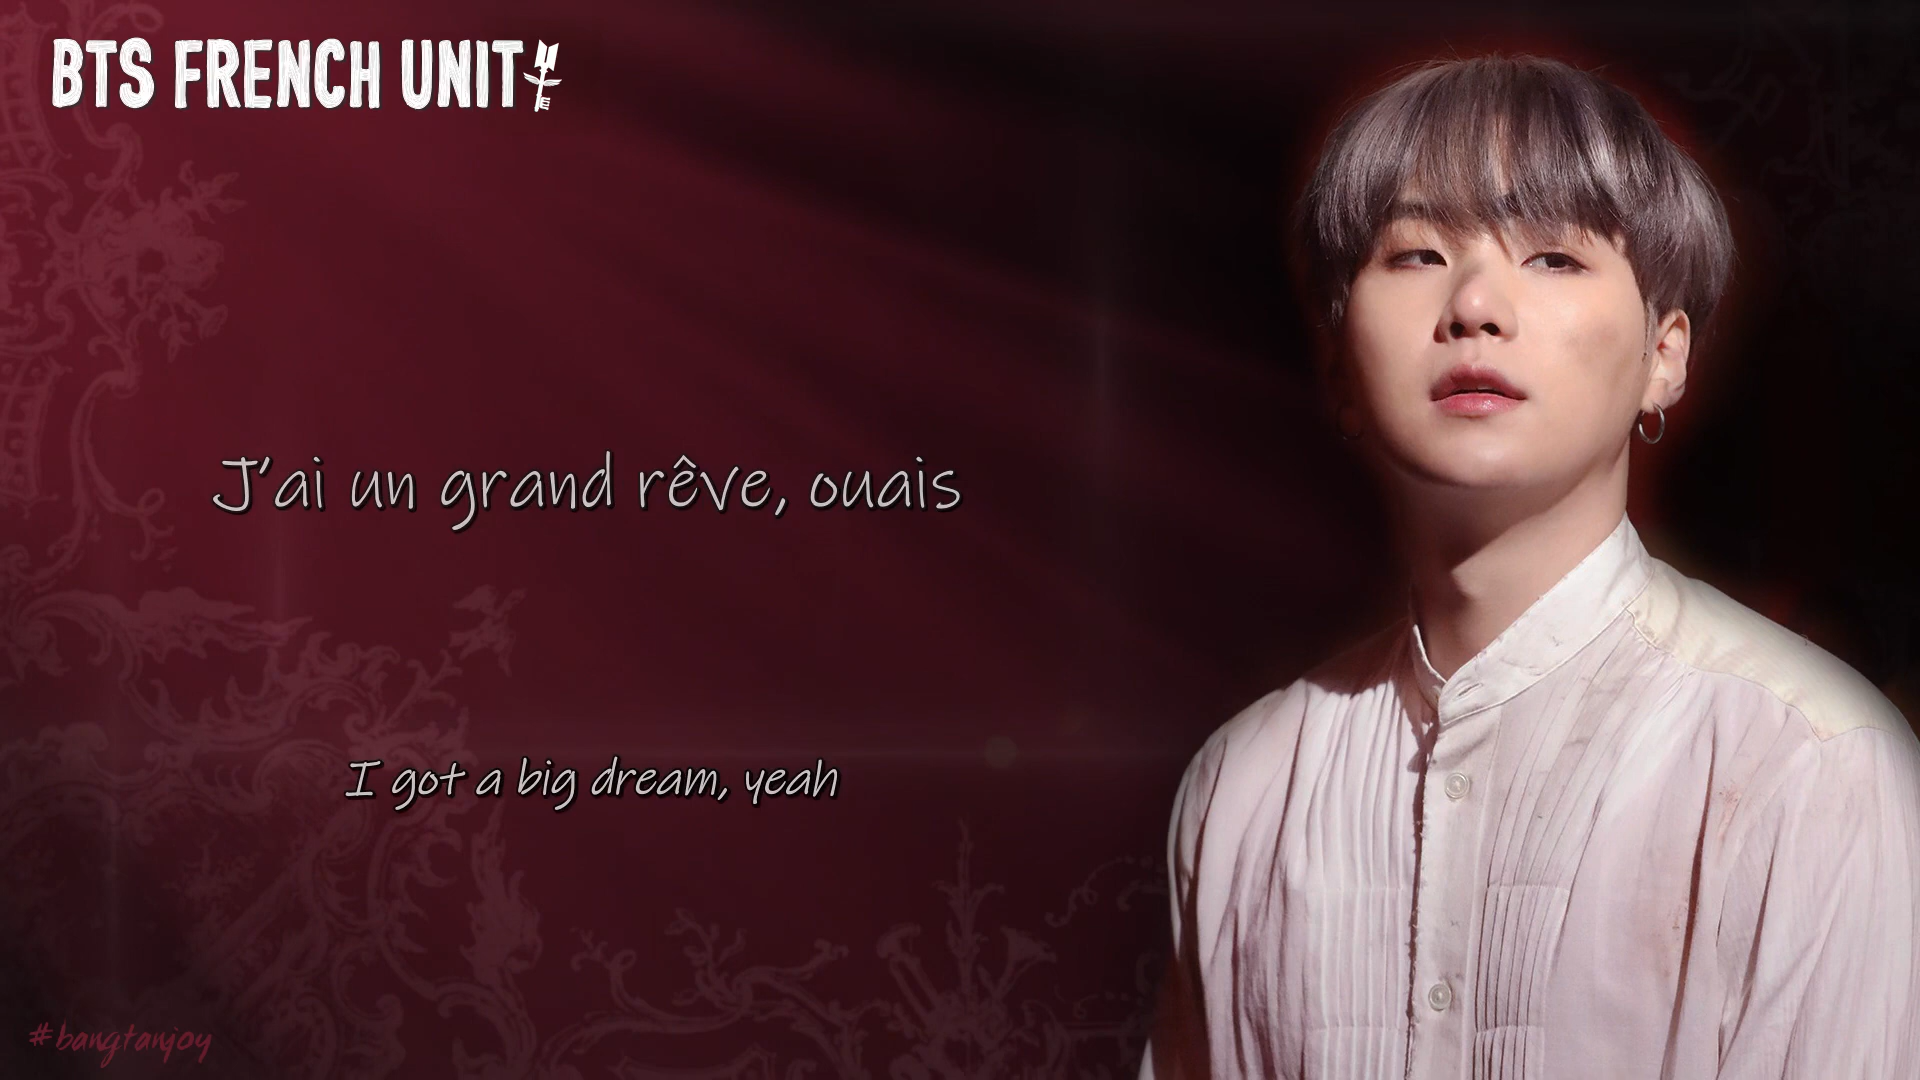 BTS FRENCH UNIT
J'ai un grand rêve, ouais
I got a big dream, yeah
#bangtanjoy